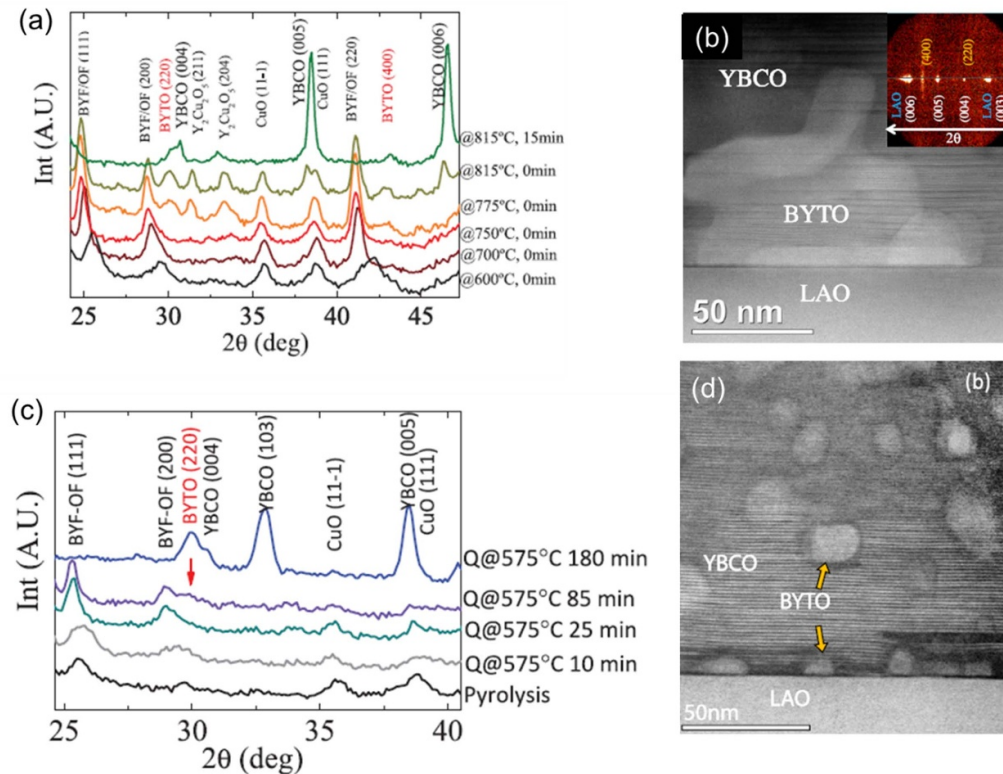 (a)
BYF/OF (111)
BYF/OF (200)
BYTO (220)
YBCO (004)
Y2Cu2O5 (211)
Y2Cu2O5 (204)
CuO (11-1)
YBCO (005)
CuO (111)
BYF/OF (220)
BYTO (400)
YBCO (006)
Int (A.U.)
@815ºC, 15min
@815ºC, 0min
@775ºC, 0min
@750ºC, 0min
@700ºC, 0min
@600ºC, 0min
25 30 35 40 45
2θ (deg)
(b)
YBCO
BYTO
LAO
50 nm
(400)
(220)
LAO
(006)
(005)
(004)
LAO
(003)
2θ
(c)
BYF-OF (111)
BYF-OF (200)
BYTO (220)
YBCO (004)
YBCO (103)
CuO (11-1)
YBCO (005)
CuO (111)
Int (A.U.)
Q@575°C 180 min
Q@575°C 85 min
Q@575°C 25 min
Q@575°C 10 min
Pyrolysis
25 30 35 40
2θ (deg)
(d)
(b)
YBCO
BYTO
LAO
50nm